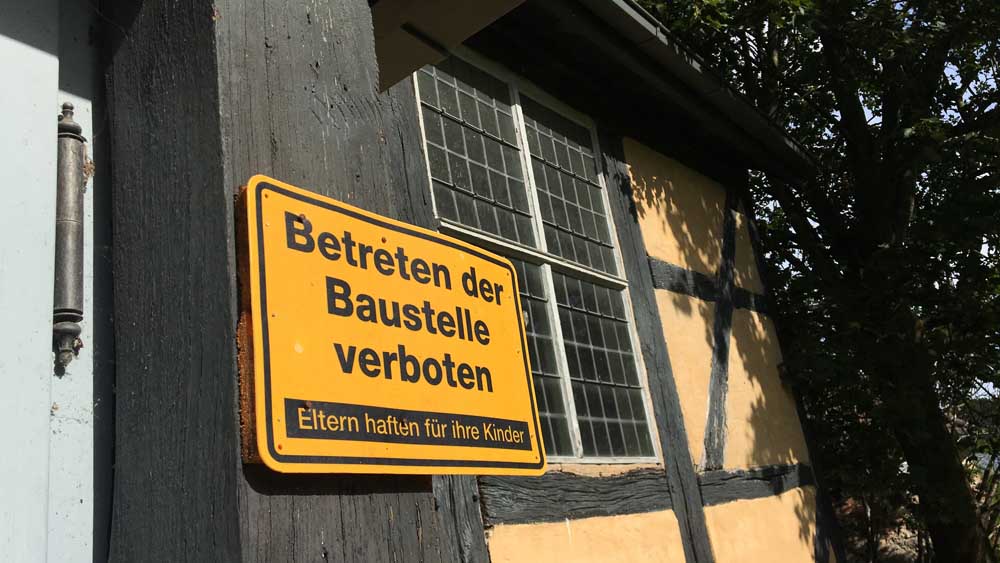 Betreten der
Baustelle
verboten
Eltern haften für ihre Kinder